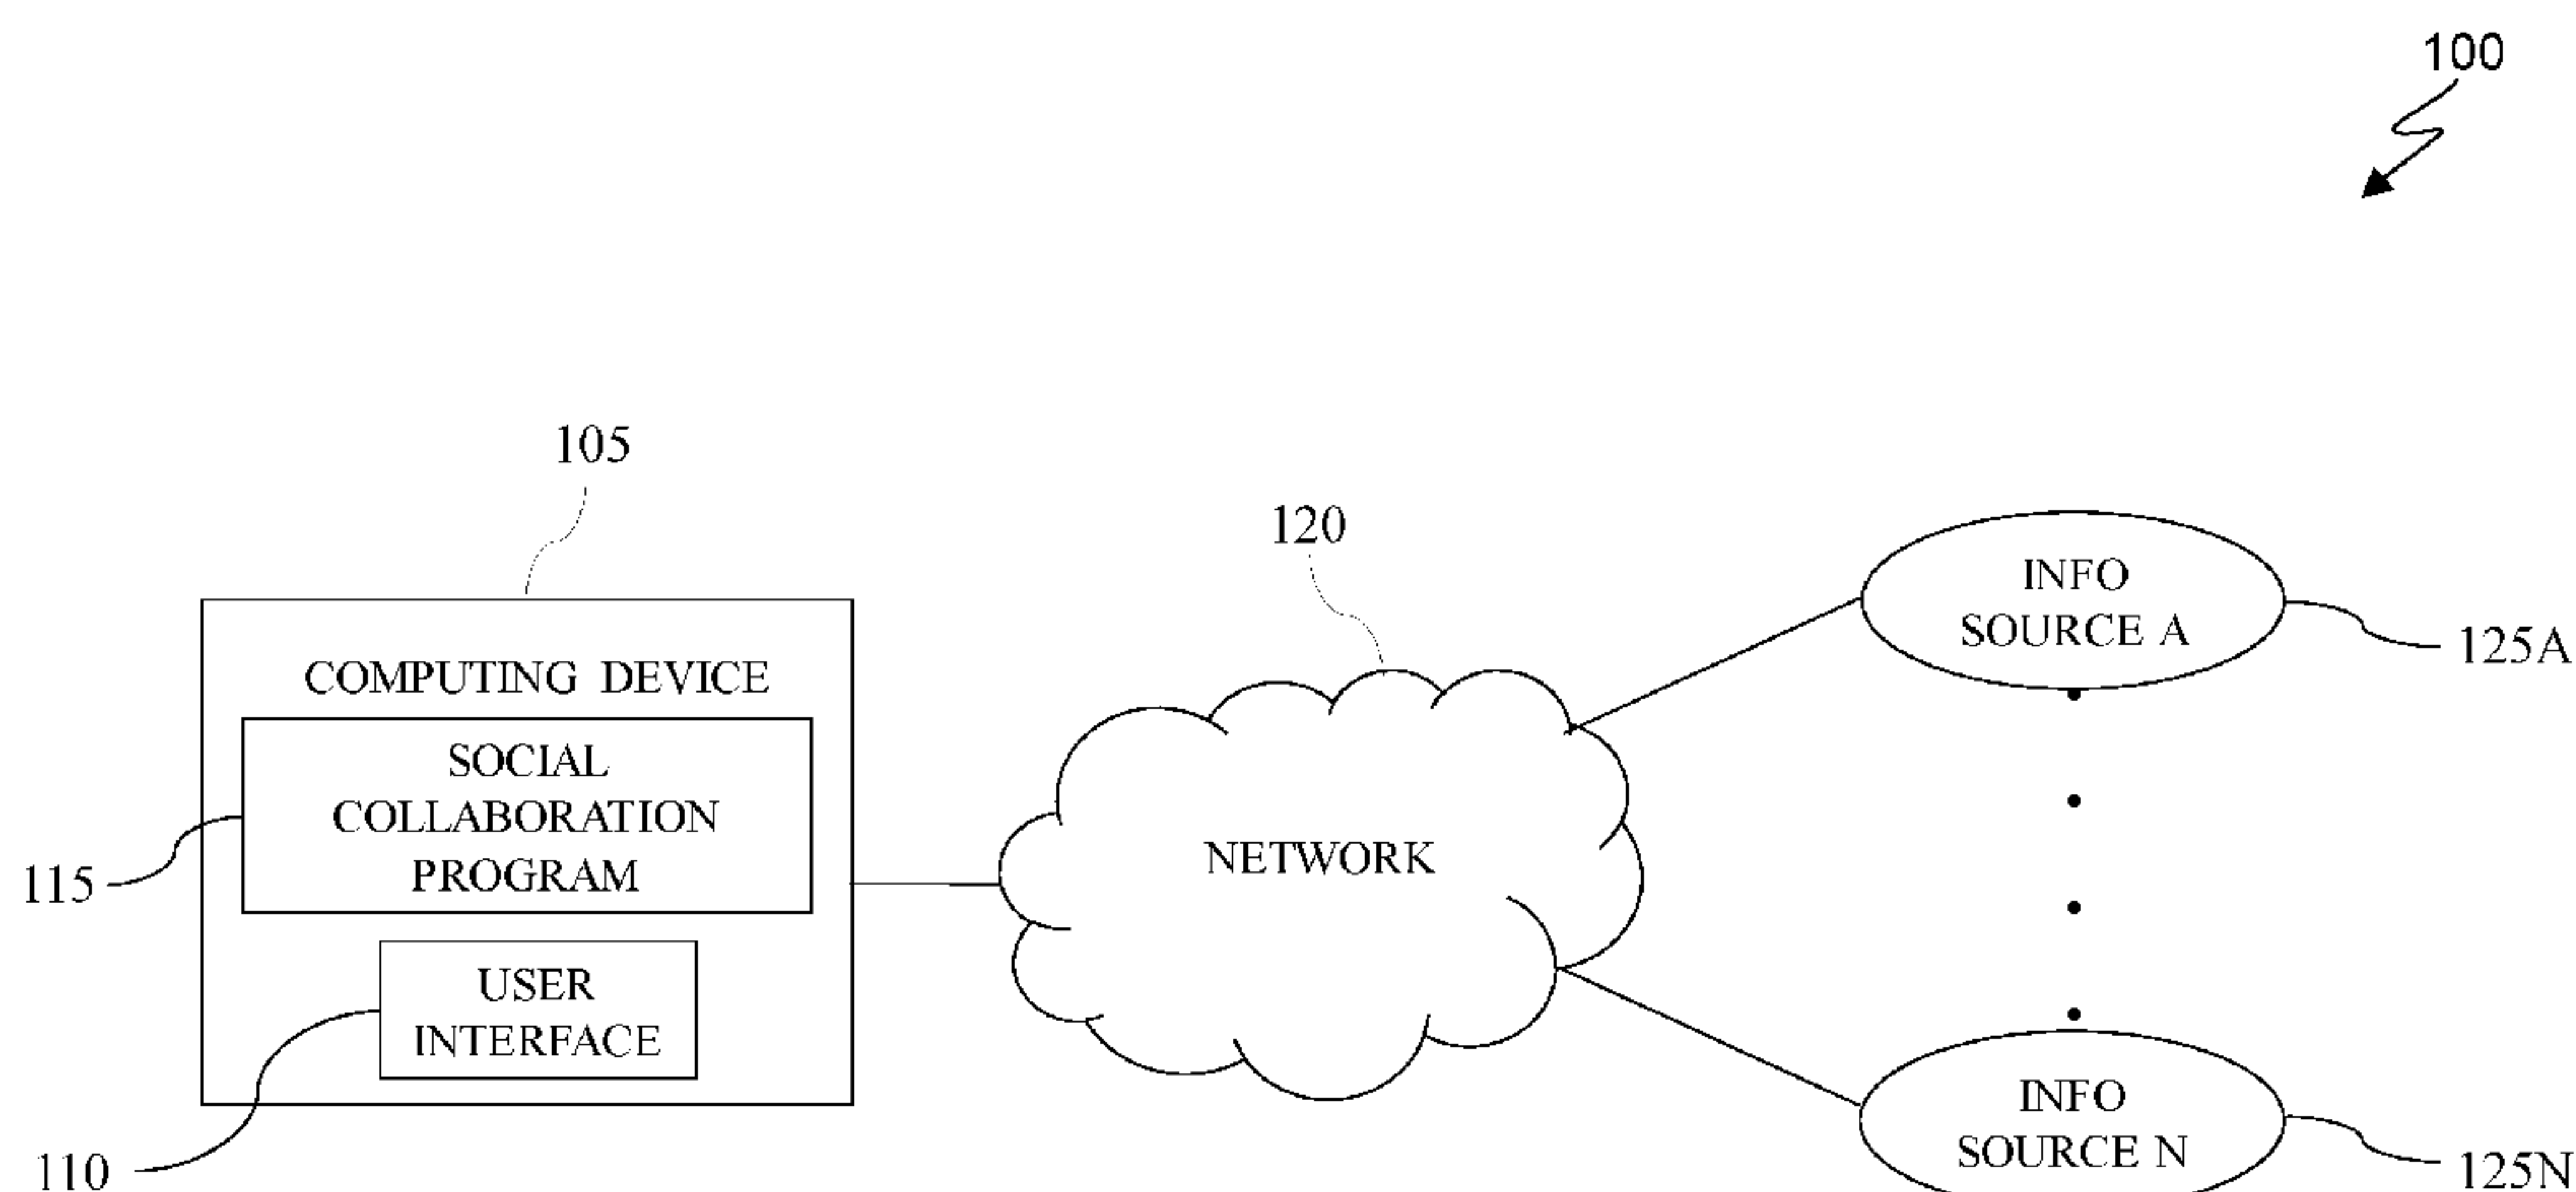 100
105
120
INFO
SOURCE A
125A
COMPUTING DEVICE
SOCIAL
COLLABORATION
PROGRAM
115
NETWORK
USER
INTERFACE
110
INFO
SOURCE N
125N